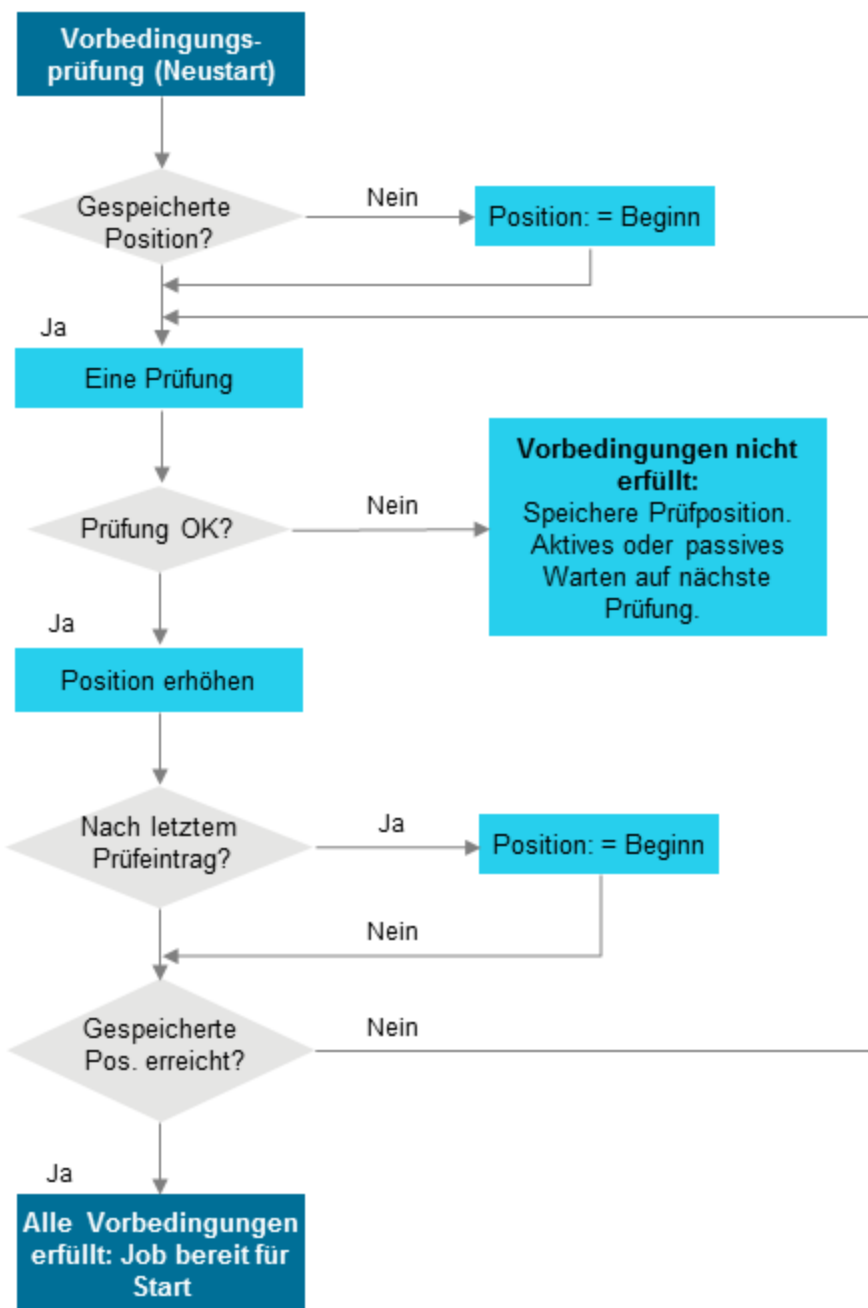 Vorbedingungs-
prüfung (Neustart)
Gespeicherte
Position?
Nein
Position: = Beginn
Ja
Eine Prüfung
Prüfung OK?
Nein
Vorbedingungen nicht
erfüllt:
Speichere Prüfposition.
Aktives oder passives
Warten auf nächste
Prüfung.
Ja
Position erhöhen
Nach letztem
Prüfeintrag?
Ja
Position: = Beginn
Nein
Gespeicherte
Pos. erreicht?
Nein
Ja
Alle Vorbedingungen
erfüllt: Job bereit für
Start